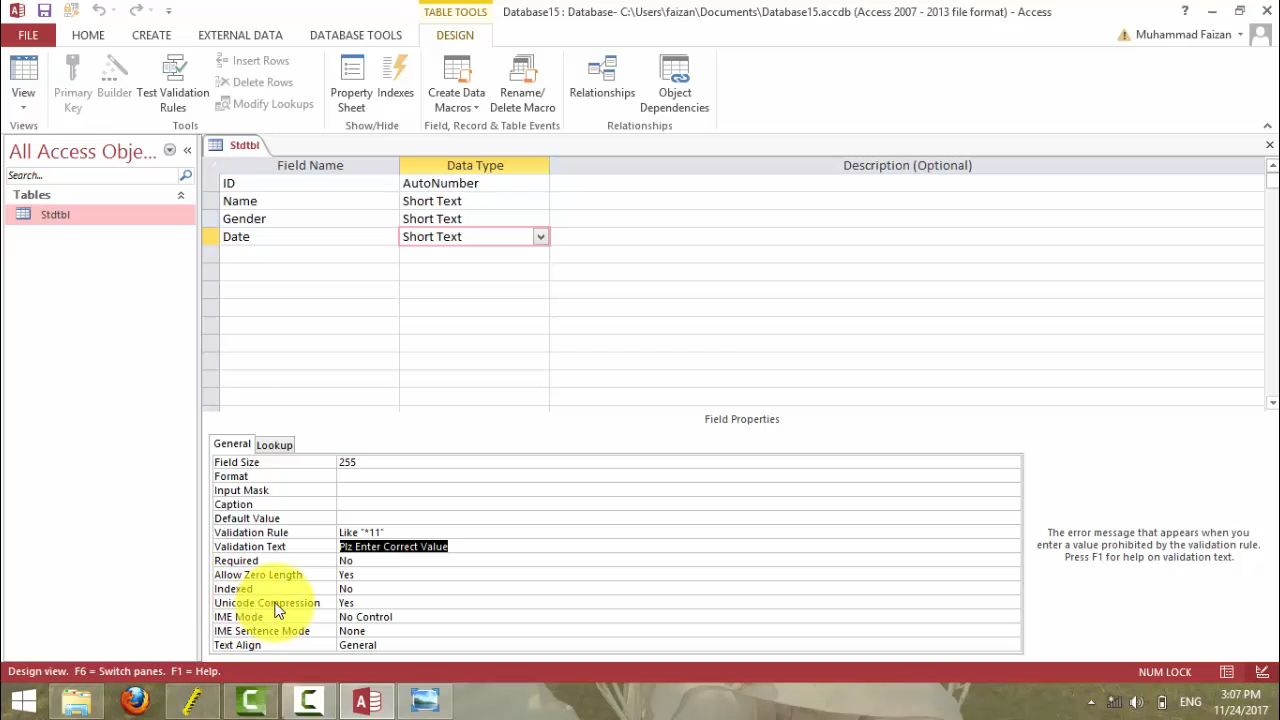 TABLE TOOLS
Database15 : Database- C:\Users\faizan\Documents\Database15.accdb (Access 2007 - 2013 file format) - Access
?
FILE HOME CREATE EXTERNAL DATA DATABASE TOOLS DESIGN Muhammad Faizan
View
Primary Key
Builder
Test Validation Rules
Insert Rows
Delete Rows
Modify Lookups
Property Sheet
Indexes
Create Data Macros
Rename/ Delete Macro
Relationships
Object Dependencies
Views Tools Show/Hide Field, Record & Table Events Relationships
All Access Obje...
Search...
Tables
Stdtbl
Stdtbl
Field Name Data Type Description (Optional)
ID AutoNumber
Name Short Text
Gender Short Text
Date Short Text
Field Properties
General Lookup
Field Size 255
Format
Input Mask
Caption
Default Value
Validation Rule Like "*11"
Validation Text Plz Enter Correct Value
Required No
Allow Zero Length Yes
Indexed No
Unicode Compression Yes
IME Mode No Control
IME Sentence Mode None
Text Align General
The error message that appears when you
enter a value prohibited by the validation rule.
Press F1 for help on validation text.
Design view. F6 = Switch panes. F1 = Help. NUM LOCK
ENG
3:07 PM
11/24/2017